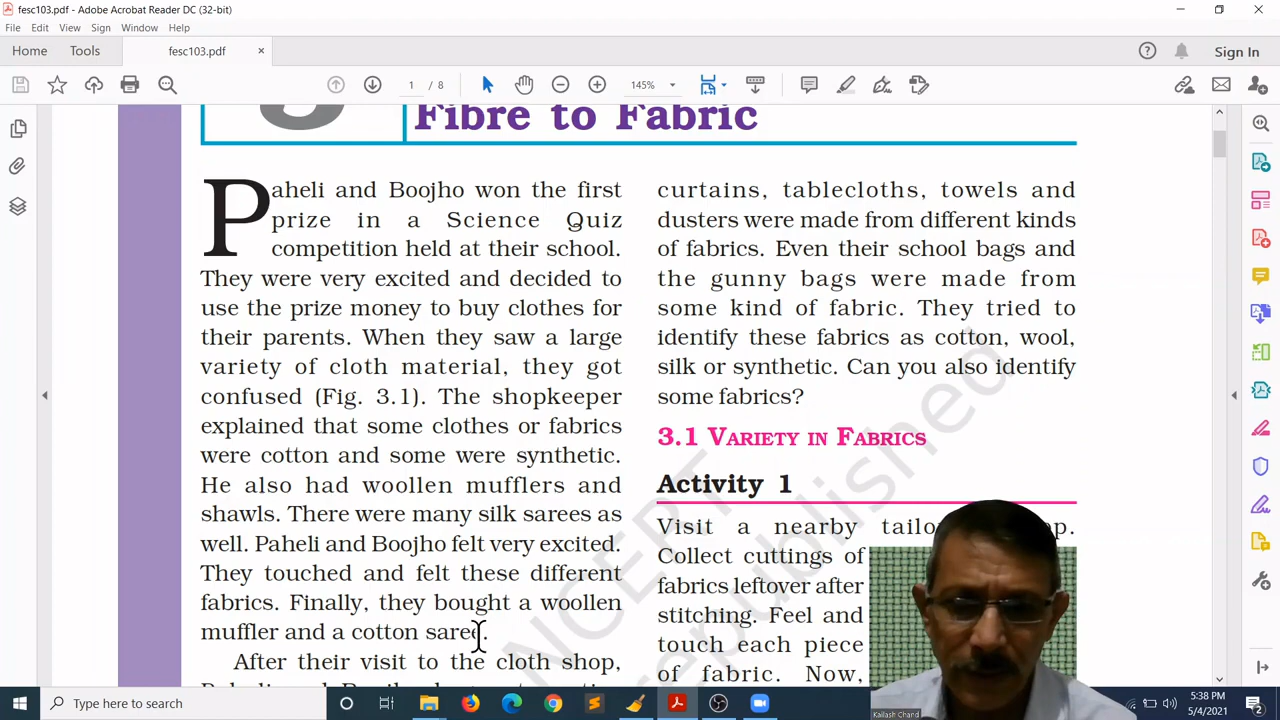 fesc103.pdf - Adobe Acrobat Reader DC (32-bit)
File Edit View Sign Window Help
Home Tools fesc103.pdf × Sign In
1 / 8 145%
Fibre to Fabric
Paheli and Boojho won the first
prize in a Science Quiz
competition held at their school.
They were very excited and decided to
use the prize money to buy clothes for
their parents. When they saw a large
variety of cloth material, they got
confused (Fig. 3.1). The shopkeeper
explained that some clothes or fabrics
were cotton and some were synthetic.
He also had woollen mufflers and
shawls. There were many silk sarees as
well. Paheli and Boojho felt very excited.
They touched and felt these different
fabrics. Finally, they bought a woollen
muffler and a cotton saree.
After their visit to the cloth shop,
curtains, tablecloths, towels and
dusters were made from different kinds
of fabrics. Even their school bags and
the gunny bags were made from
some kind of fabric. They tried to
identify these fabrics as cotton, wool,
silk or synthetic. Can you also identify
some fabrics?
3.1 VARIETY IN FABRICS
Activity 1
Visit a nearby
Collect cuttings of
fabrics leftover after
stitching. Feel and
touch each piece
of fabric. Now,
NCERT
published
Kailash Chand
Type here to search
5:38 PM
5/4/2021
2